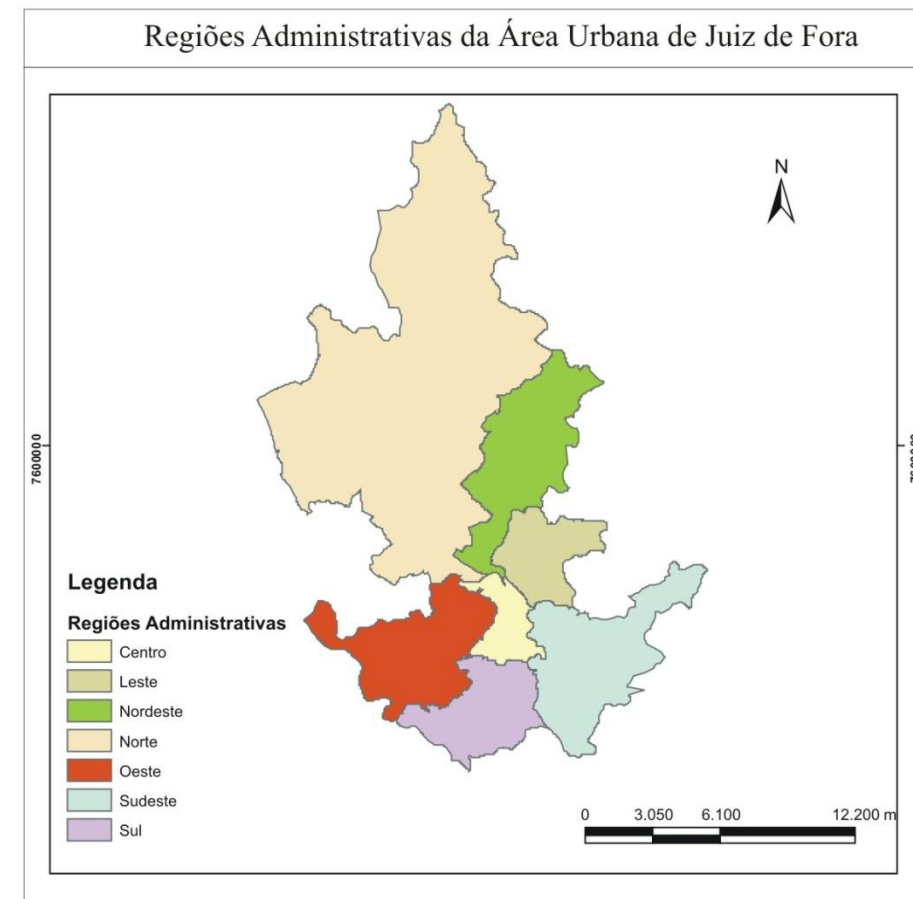 Regiões Administrativas da Área Urbana de Juiz de Fora
N
7600000
Legenda
Regiões Administrativas
Centro
Leste
Nordeste
Norte
Oeste
Sudeste
Sul
0 3.050 6.100 12.200 m